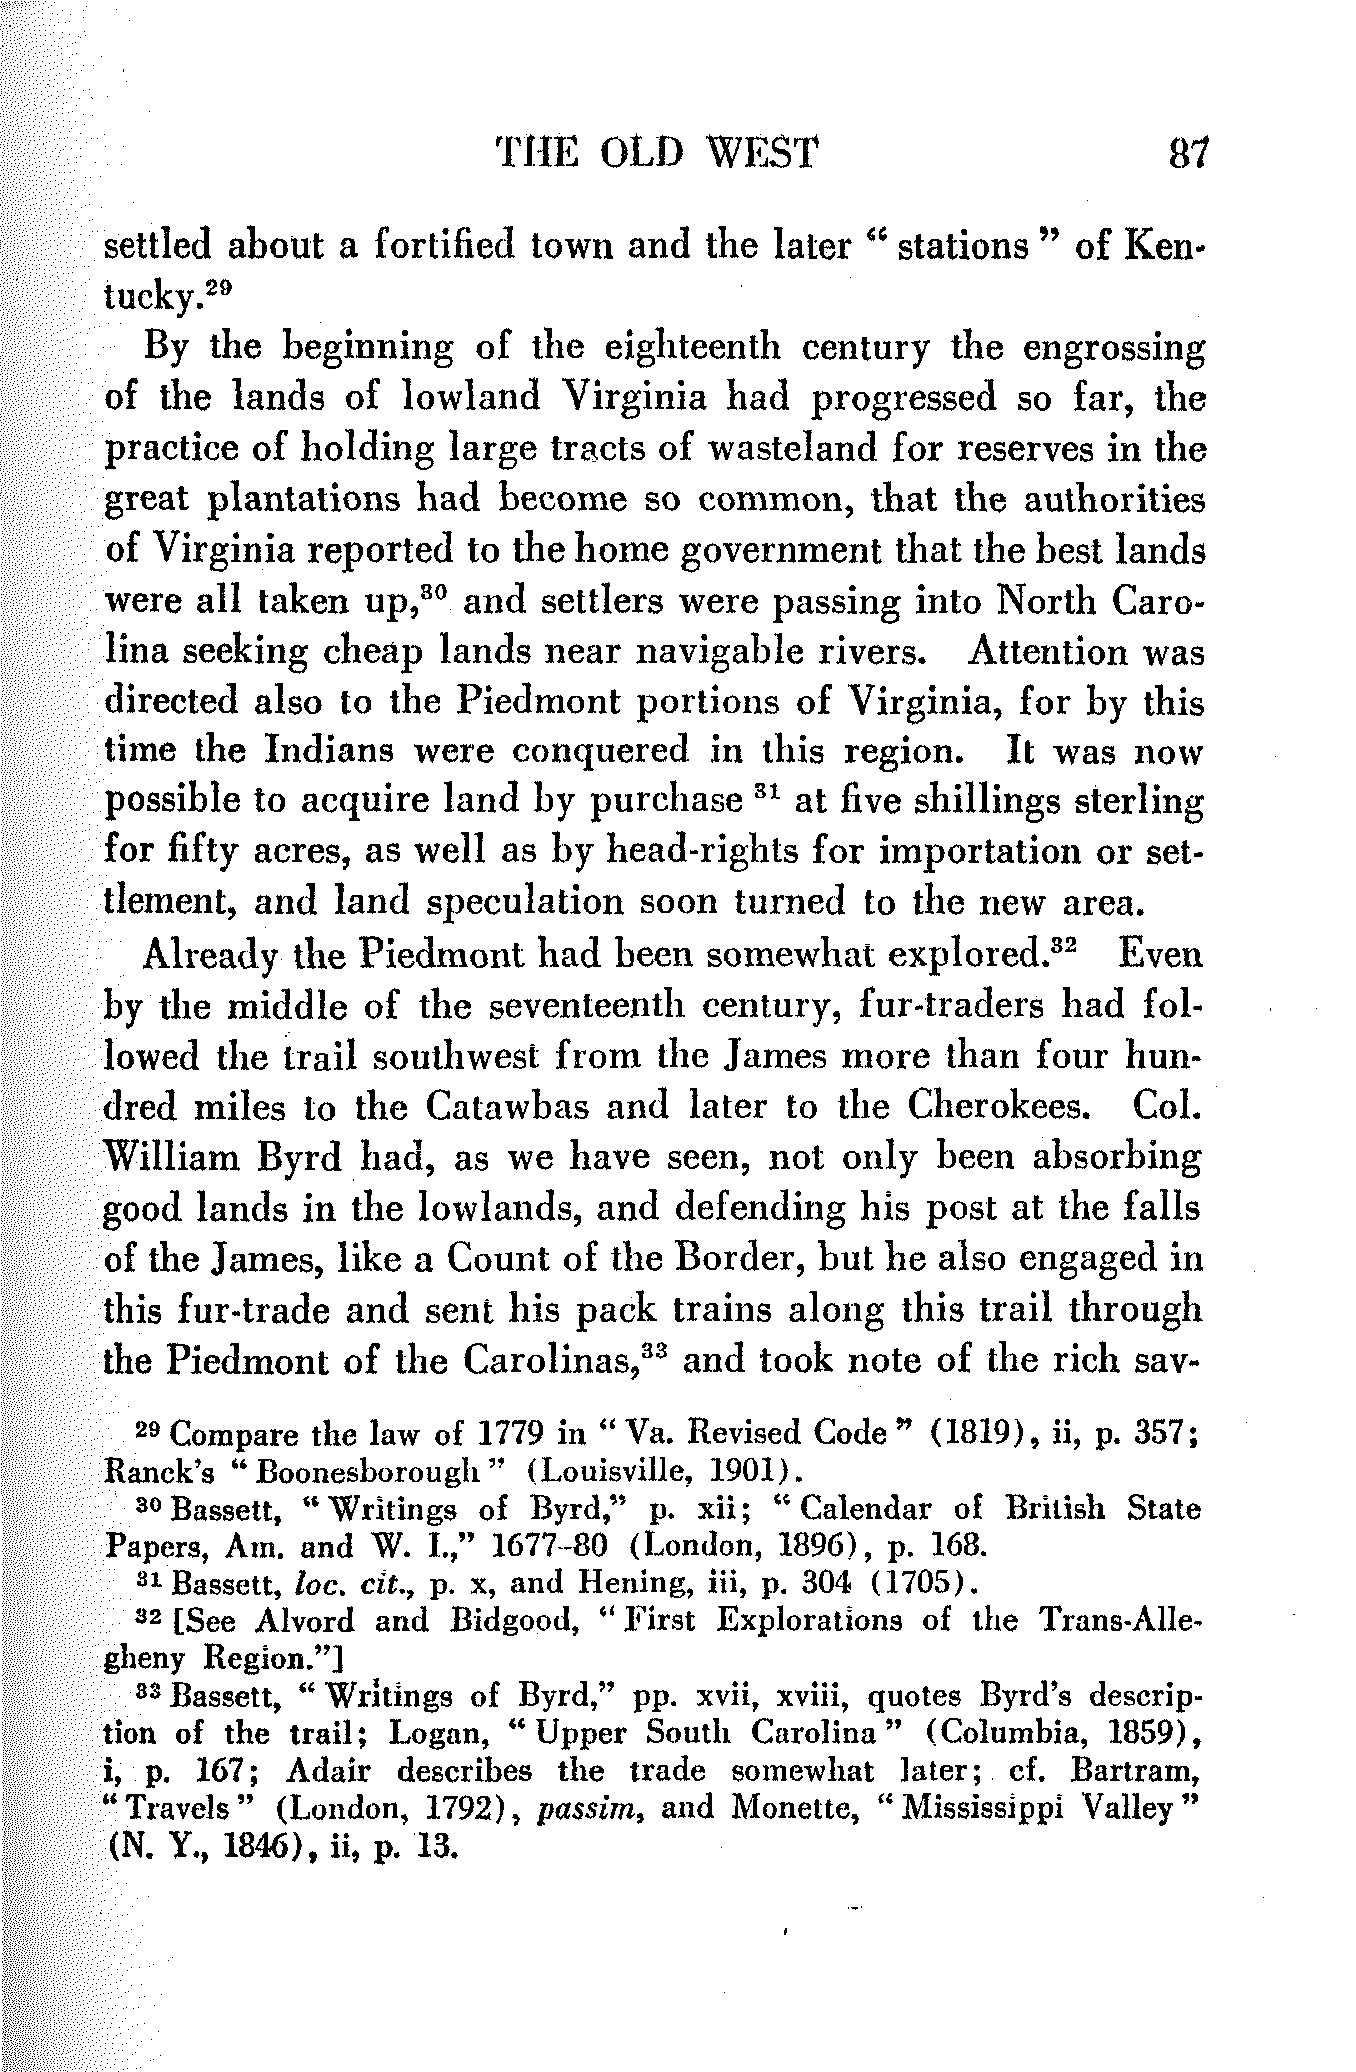 THE OLD WEST 87
settled about a fortified town and the later “ stations ” of Ken-
tucky.²⁹
By the beginning of the eighteenth century the engrossing
of the lands of lowland Virginia had progressed so far, the
practice of holding large tracts of wasteland for reserves in the
great plantations had become so common, that the authorities
of Virginia reported to the home government that the best lands
were all taken up,³⁰ and settlers were passing into North Caro-
lina seeking cheap lands near navigable rivers. Attention was
directed also to the Piedmont portions of Virginia, for by this
time the Indians were conquered in this region. It was now
possible to acquire land by purchase ³¹ at five shillings sterling
for fifty acres, as well as by head-rights for importation or set-
tlement, and land speculation soon turned to the new area.
Already the Piedmont had been somewhat explored.³² Even
by the middle of the seventeenth century, fur-traders had fol-
lowed the trail southwest from the James more than four hun-
dred miles to the Catawbas and later to the Cherokees. Col.
William Byrd had, as we have seen, not only been absorbing
good lands in the lowlands, and defending his post at the falls
of the James, like a Count of the Border, but he also engaged in
this fur-trade and sent his pack trains along this trail through
the Piedmont of the Carolinas,³³ and took note of the rich sav-
²⁹ Compare the law of 1779 in “ Va. Revised Code ” (1819), ii, p. 357;
Ranck's “ Boonesborough ” (Louisville, 1901).
³⁰ Bassett, “ Writings of Byrd,” p. xii; “ Calendar of British State
Papers, Am. and W. I.,” 1677–80 (London, 1896), p. 168.
³¹ Bassett, loc. cit., p. x, and Hening, iii, p. 304 (1705).
³² [See Alvord and Bidgood, “ First Explorations of the Trans-Alle-
gheny Region.”]
³³ Bassett, “ Writings of Byrd,” pp. xvii, xviii, quotes Byrd's descrip-
tion of the trail; Logan, “ Upper South Carolina ” (Columbia, 1859),
i, p. 167; Adair describes the trade somewhat later; cf. Bartram,
“ Travels ” (London, 1792), passim, and Monette, “ Mississippi Valley ”
(N. Y., 1846), ii, p. 13.